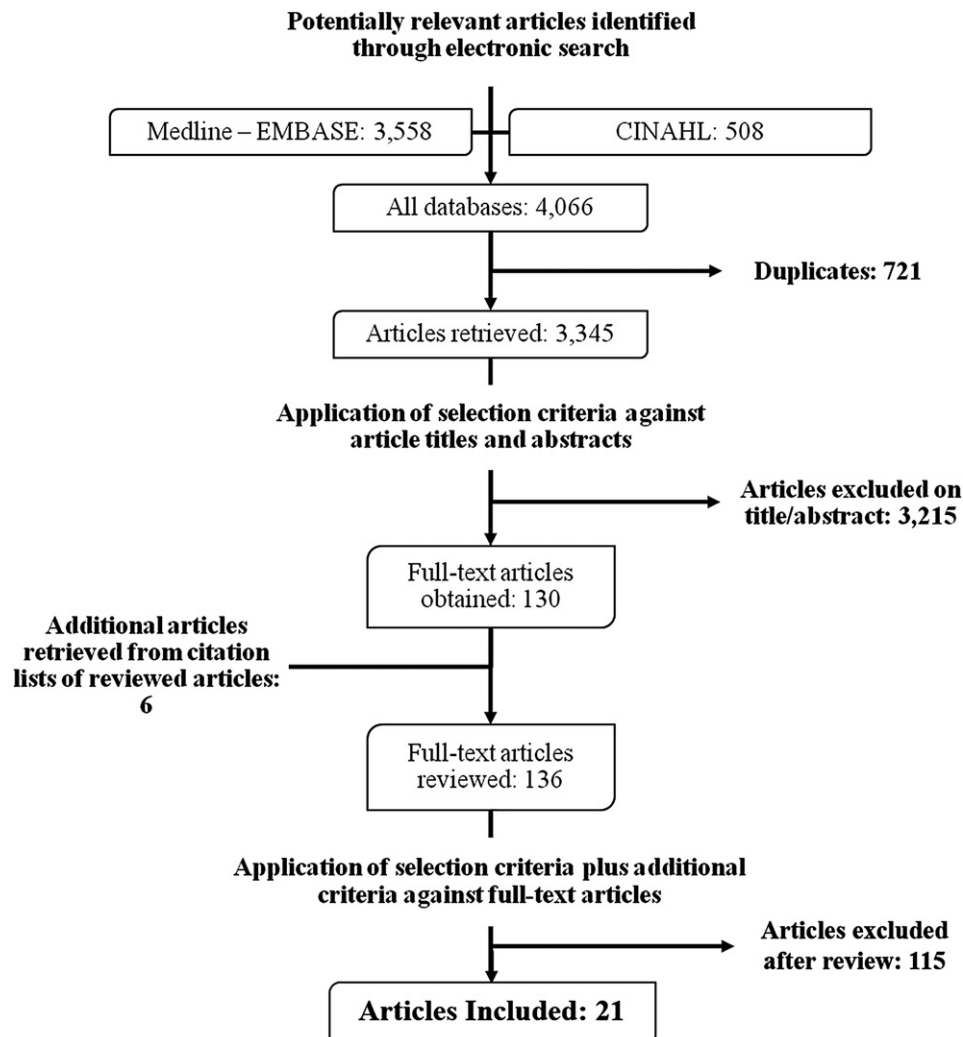 Potentially relevant articles identified
through electronic search
Medline – EMBASE: 3,558
CINAHL: 508
All databases: 4,066
Duplicates: 721
Articles retrieved: 3,345
Application of selection criteria against
article titles and abstracts
Articles excluded on
title/abstract: 3,215
Full-text articles
obtained: 130
Additional articles
retrieved from citation
lists of reviewed articles:
6
Full-text articles
reviewed: 136
Application of selection criteria plus additional
criteria against full-text articles
Articles excluded
after review: 115
Articles Included: 21